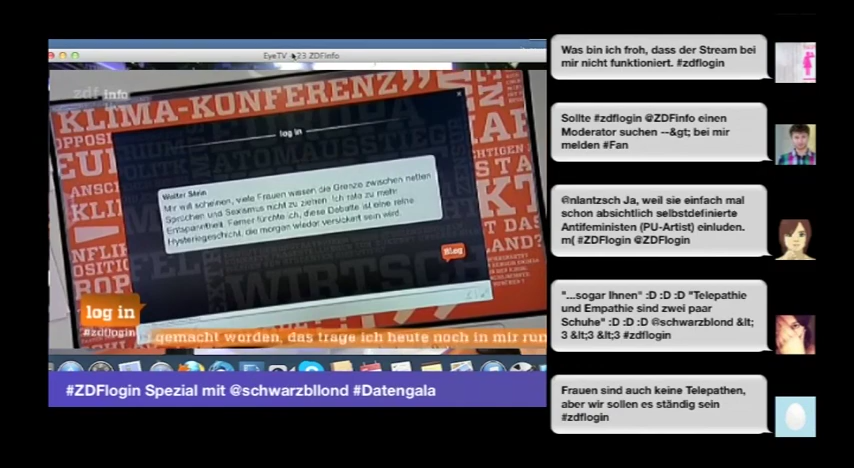 EyeTV - 23 ZDFinfo
zdf info
KLIMA-KONFERENZ”
log in
Walter Stein
Mir will scheinen, viele Frauen wissen die Grenze zwischen netten
Sprüchen und Sexismus nicht zu ziehen. Ich rate zu mehr
Entspanntheit. Ferner fürchte ich, diese Debatte ist eine reine
Hysteriegeschicht, die morgen wieder versickert sein wird.
Blog
WIRTSCH
log in
#zdflogin
gemacht worden, das trage ich heute noch in mir run
#ZDFlogin Spezial mit @schwarzbllond #Datengala
Was bin ich froh, dass der Stream bei
mir nicht funktioniert. #zdflogin
Sollte #zdflogin @ZDFinfo einen
Moderator suchen --&gt; bei mir
melden #Fan
@nlantzsch Ja, weil sie einfach mal
schon absichtlich selbstdefinierte
Antifeministen (PU-Artist) einluden.
m( #ZDFlogin @ZDFlogin
"...sogar Ihnen" :D :D :D "Telepathie
und Empathie sind zwei paar
Schuhe" :D :D :D @schwarzblond &lt;
3 &lt;3 &lt;3 #zdflogin
Frauen sind auch keine Telepathen,
aber wir sollen es ständig sein
#zdflogin